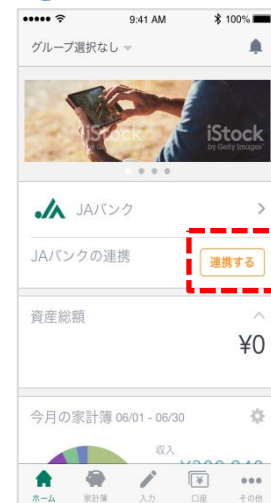 9:41 AM 100%
グループ選択なし
iStock
by Getty Images
iStock
by Getty Images
JAバンク
JAバンクの連携
連携する
資産総額
¥0
今月の家計簿 06/01 - 06/30
収入
ホーム 家計簿 入力 口座 その他